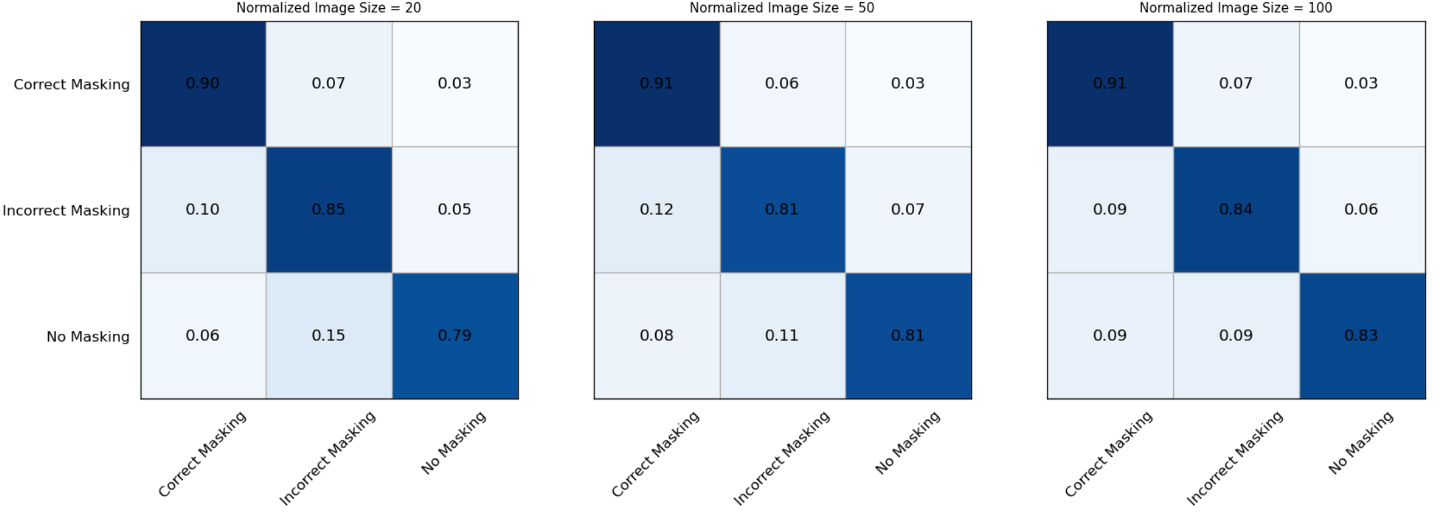 Normalized Image Size = 20 Normalized Image Size = 50 Normalized Image Size = 100
Correct Masking 0.90 0.07 0.03 0.91 0.06 0.03 0.91 0.07 0.03
Incorrect Masking 0.10 0.85 0.05 0.12 0.81 0.07 0.09 0.84 0.06
No Masking 0.06 0.15 0.79 0.08 0.11 0.81 0.09 0.09 0.83
Correct Masking Incorrect Masking No Masking Correct Masking Incorrect Masking No Masking Correct Masking Incorrect Masking No Masking